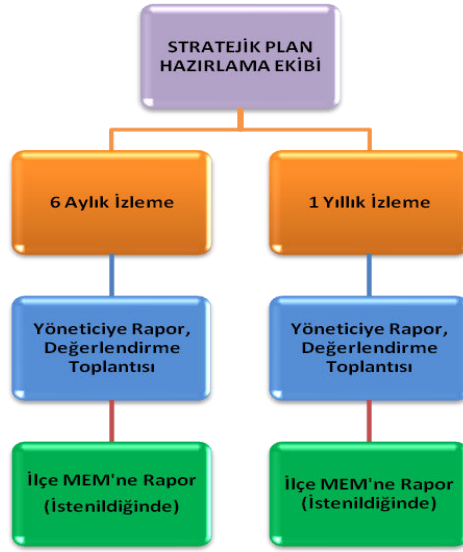 STRATEJİK PLAN
HAZIRLAMA EKİBİ
6 Aylık İzleme
1 Yıllık İzleme
Yöneticiye Rapor,
Değerlendirme
Toplantısı
Yöneticiye Rapor,
Değerlendirme
Toplantısı
İlçe MEM'ne Rapor
(İstenildiğinde)
İlçe MEM'ne Rapor
(İstenildiğinde)